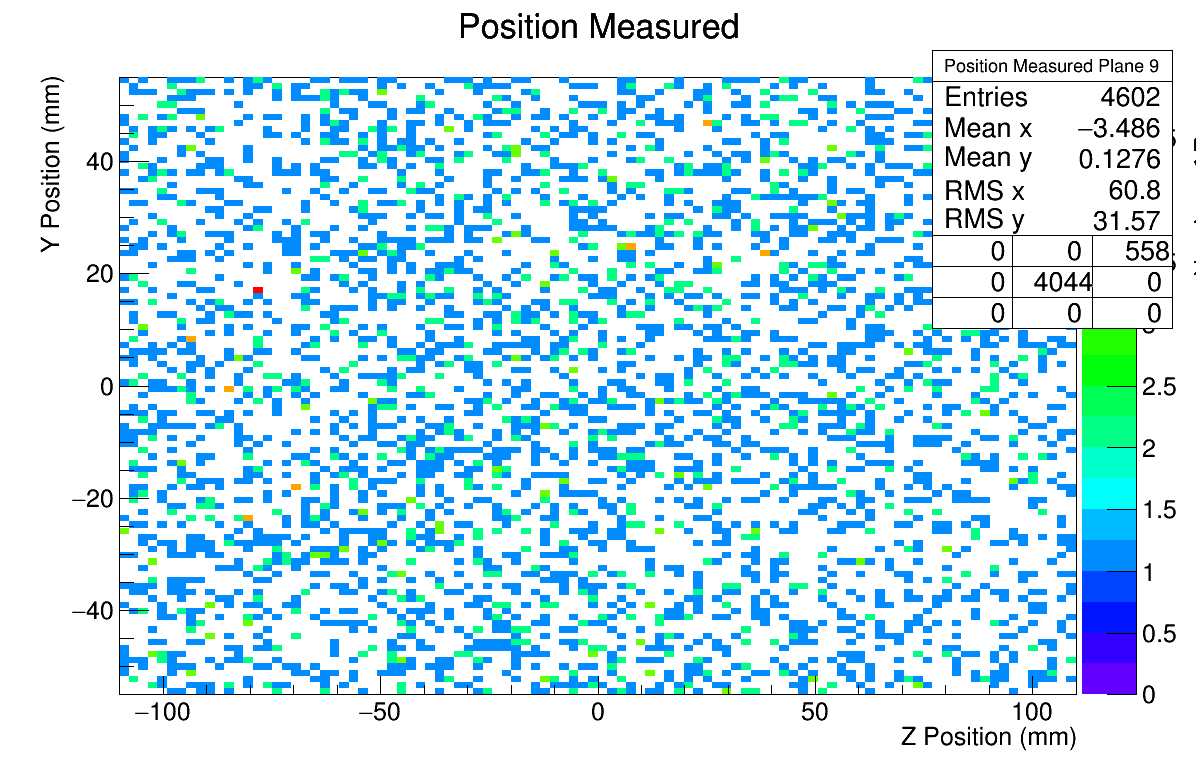 Position Measured
Position Measured Plane 9
Entries 4602
Mean x −3.486
Mean y 0.1276
RMS x 60.8
RMS y 31.57
0 0 558
0 4044 0
0 0 0
Y Position (mm)
40
20
0
−20
−40
−100 −50 0 50 100
Z Position (mm)
2.5
2
1.5
1
0.5
0